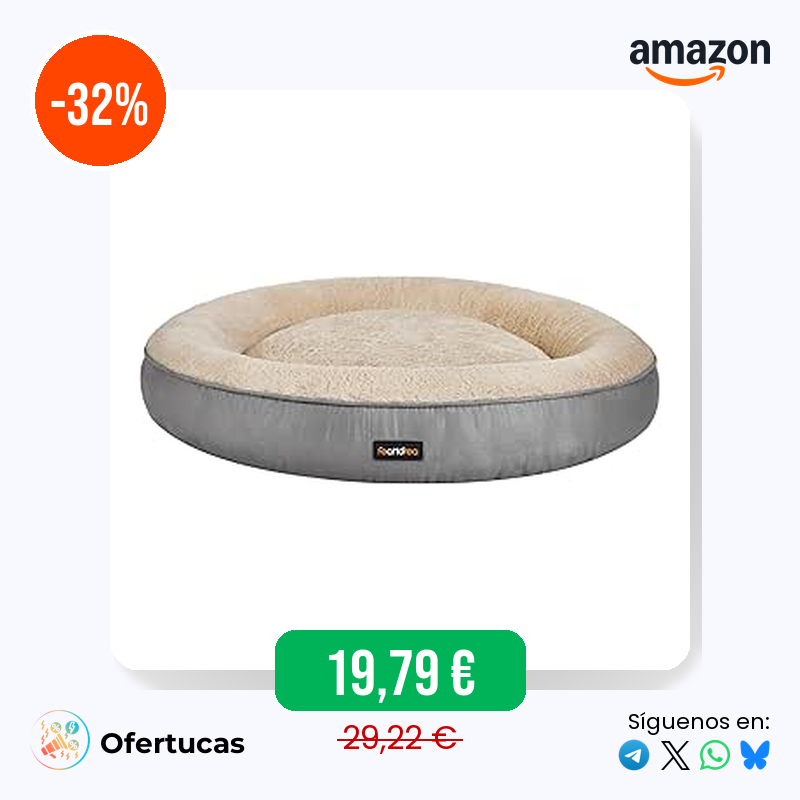 -32%
amazon
Feandrea
19,79 €
29,22 €
Ofertucas
Síguenos en: